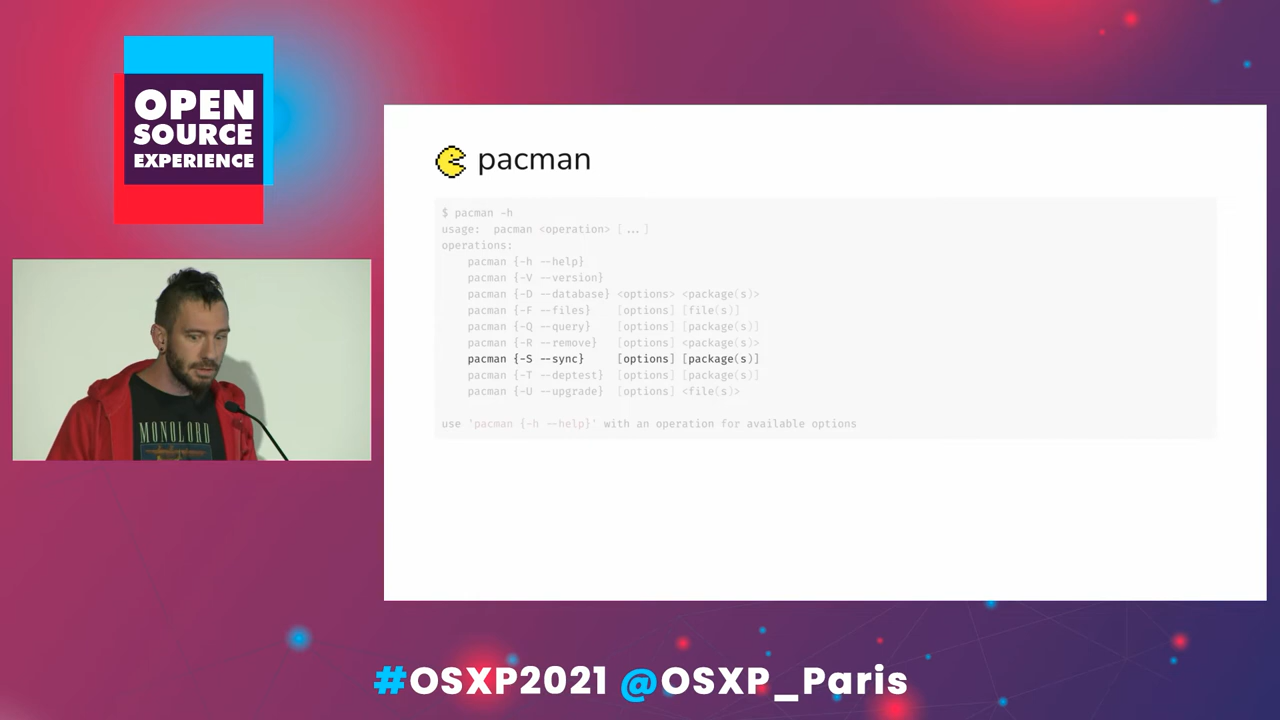 OPEN
SOURCE
EXPERIENCE
MONOLORD
pacman
$ pacman -h
usage: pacman <operation> [...]
operations:
pacman {-h --help}
pacman {-V --version}
pacman {-D --database} <options> <package(s)>
pacman {-F --files} [options] [file(s)]
pacman {-Q --query} [options] [package(s)]
pacman {-R --remove} [options] <package(s)>
pacman {-S --sync} [options] [package(s)]
pacman {-T --deptest} [options] [package(s)]
pacman {-U --upgrade} [options] <file(s)>
use 'pacman {-h --help}' with an operation for available options
#OSXP2021 @OSXP_Paris